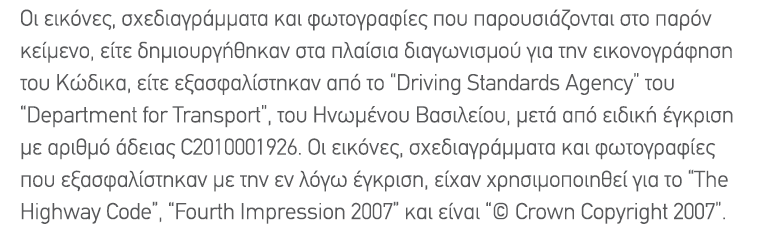 Οι εικόνες, σχεδιαγράμματα και φωτογραφίες που παρουσιάζονται στο παρόν
κείμενο, είτε δημιουργήθηκαν στα πλαίσια διαγωνισμού για την εικονογράφηση
του Κώδικα, είτε εξασφαλίστηκαν από το “Driving Standards Agency” του
“Department for Transport”, του Ηνωμένου Βασιλείου, μετά από ειδική έγκριση
με αριθμό άδειας C2010001926. Οι εικόνες, σχεδιαγράμματα και φωτογραφίες
που εξασφαλίστηκαν με την εν λόγω έγκριση, είχαν χρησιμοποιηθεί για το “The
Highway Code”, “Fourth Impression 2007” και είναι “© Crown Copyright 2007”.